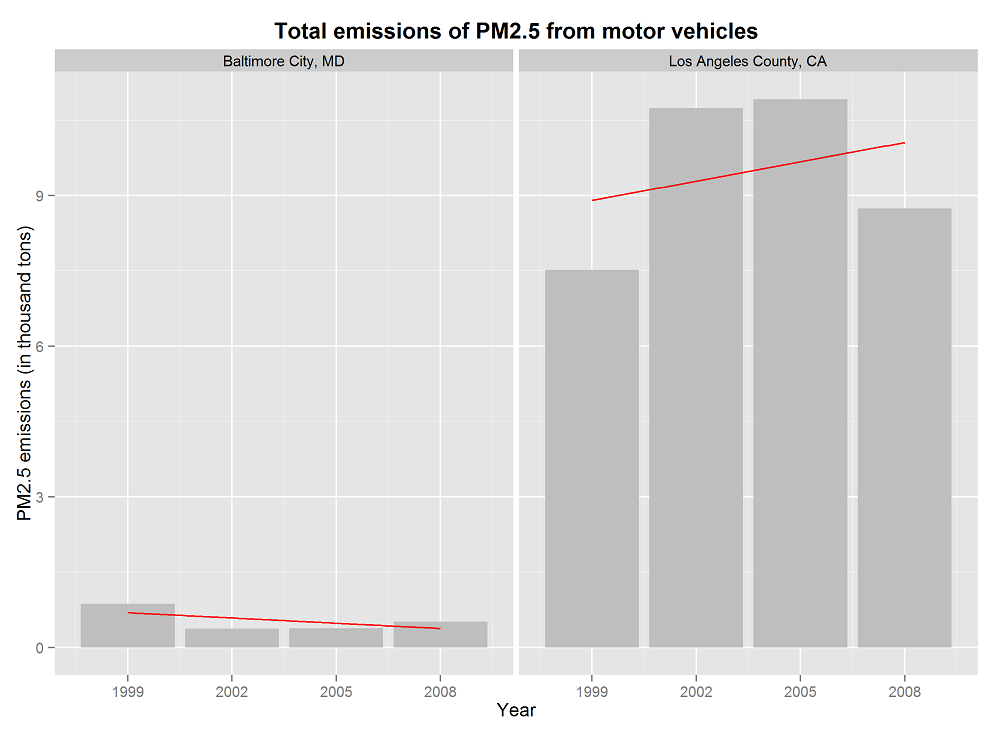 Total emissions of PM2.5 from motor vehicles
Baltimore City, MD
Los Angeles County, CA
PM2.5 emissions (in thousand tons)
9
6
3
0
1999 2002 2005 2008
1999 2002 2005 2008
Year